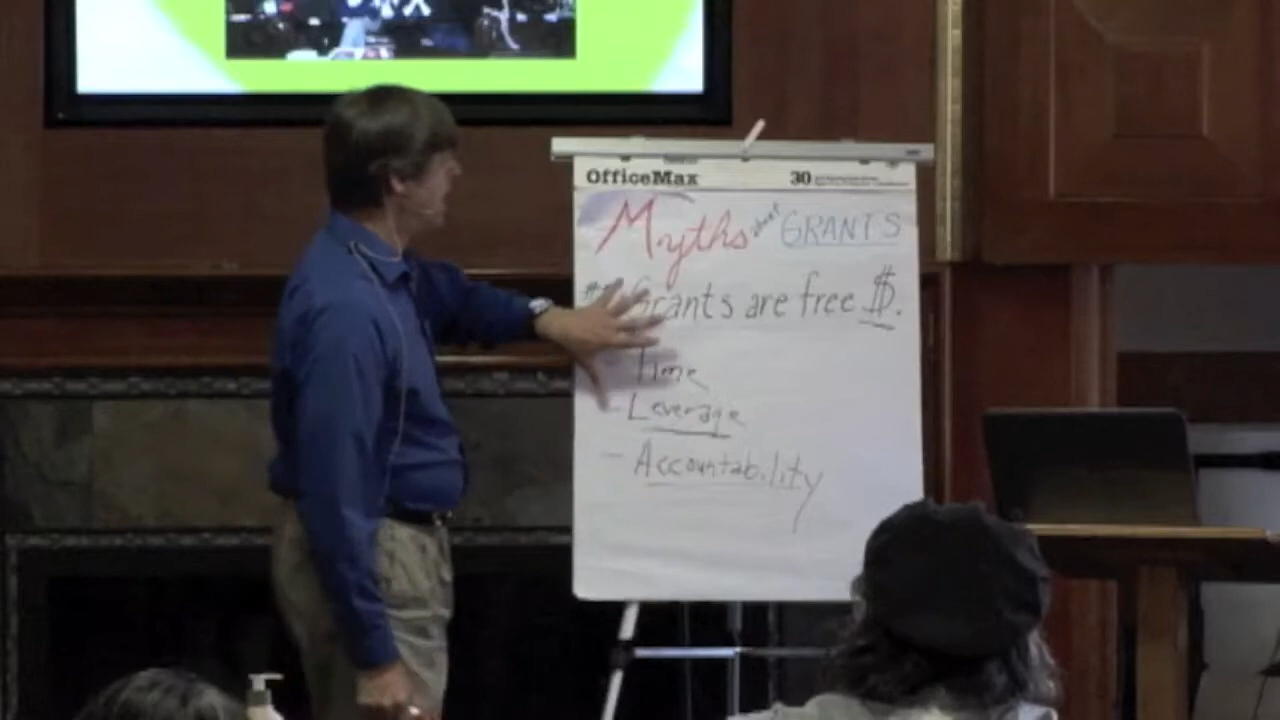 OfficeMax 30
Myths about GRANTS
Grants are free $.
Time
- Leverage
- Accountability